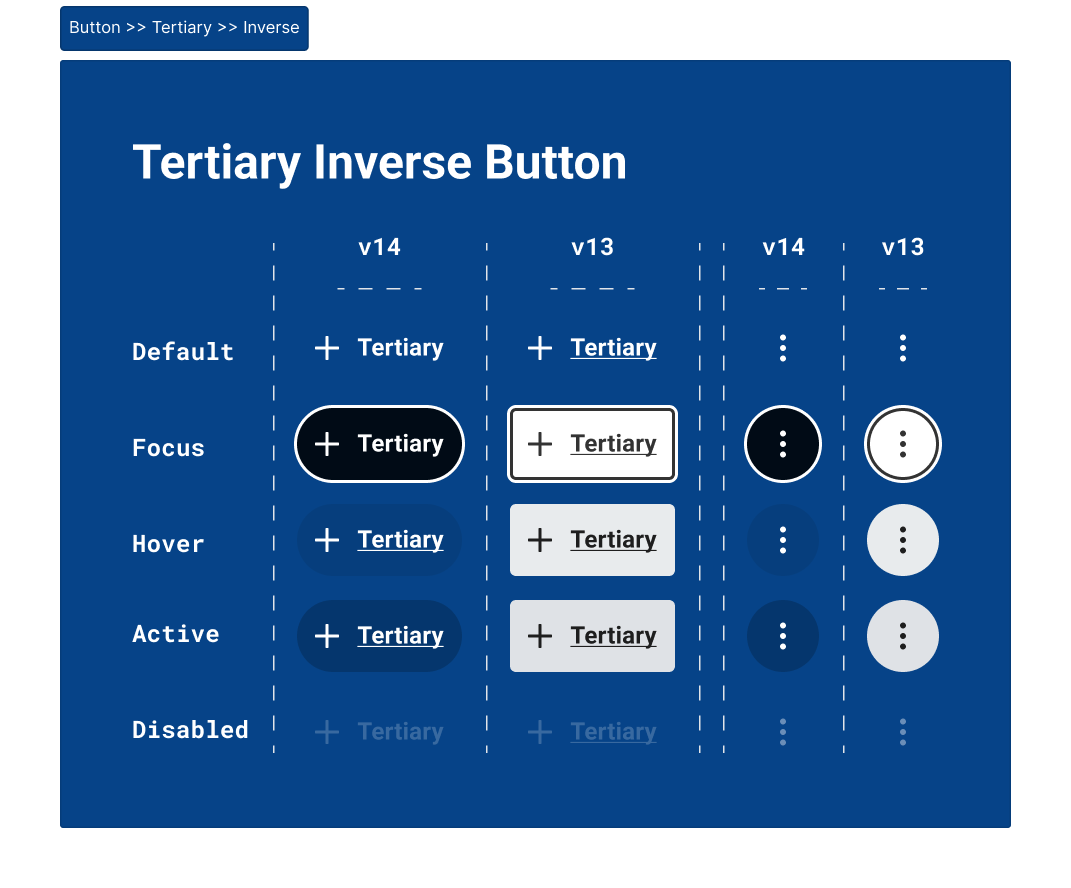 Button >> Tertiary >> Inverse
Tertiary Inverse Button
v14 v13 v14 v13
Default Tertiary Tertiary
Focus Tertiary Tertiary
Hover Tertiary Tertiary
Active Tertiary Tertiary
Disabled Tertiary Tertiary